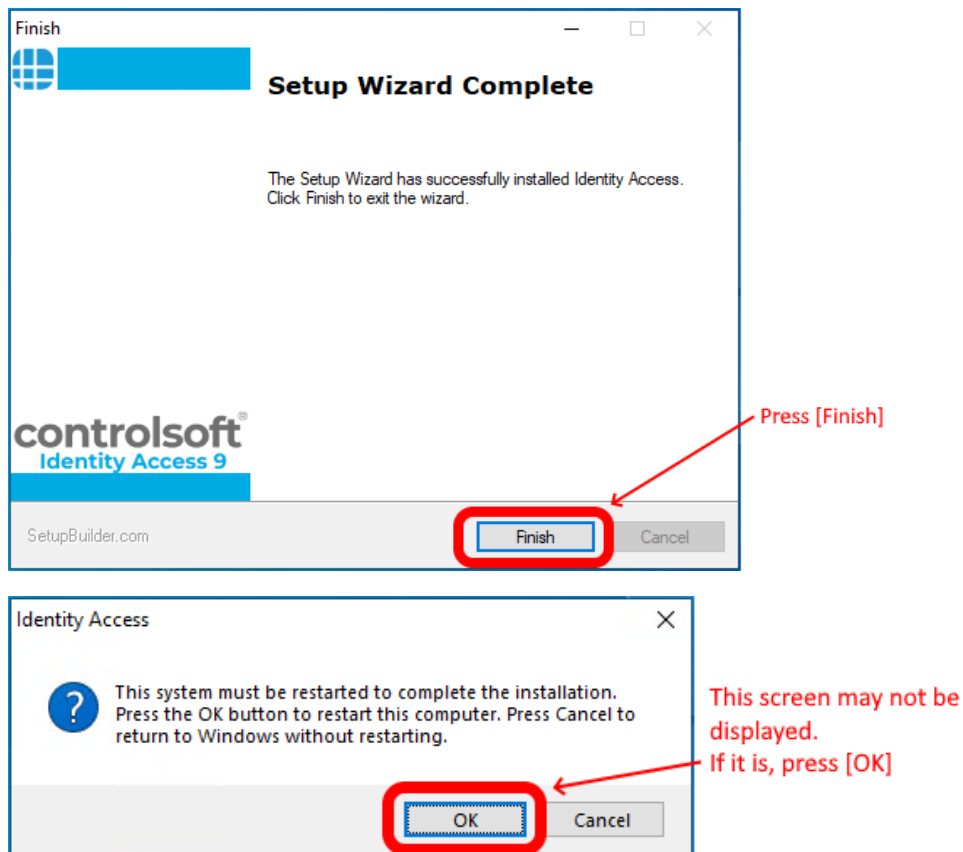 Finish
Setup Wizard Complete
The Setup Wizard has successfully installed Identity Access.
Click Finish to exit the wizard.
controlsoft®
Identity Access 9
Press [Finish]
SetupBuilder.com
Finish
Cancel
Identity Access
This system must be restarted to complete the installation.
Press the OK button to restart this computer. Press Cancel to
return to Windows without restarting.
This screen may not be
displayed.
If it is, press [OK]
OK
Cancel